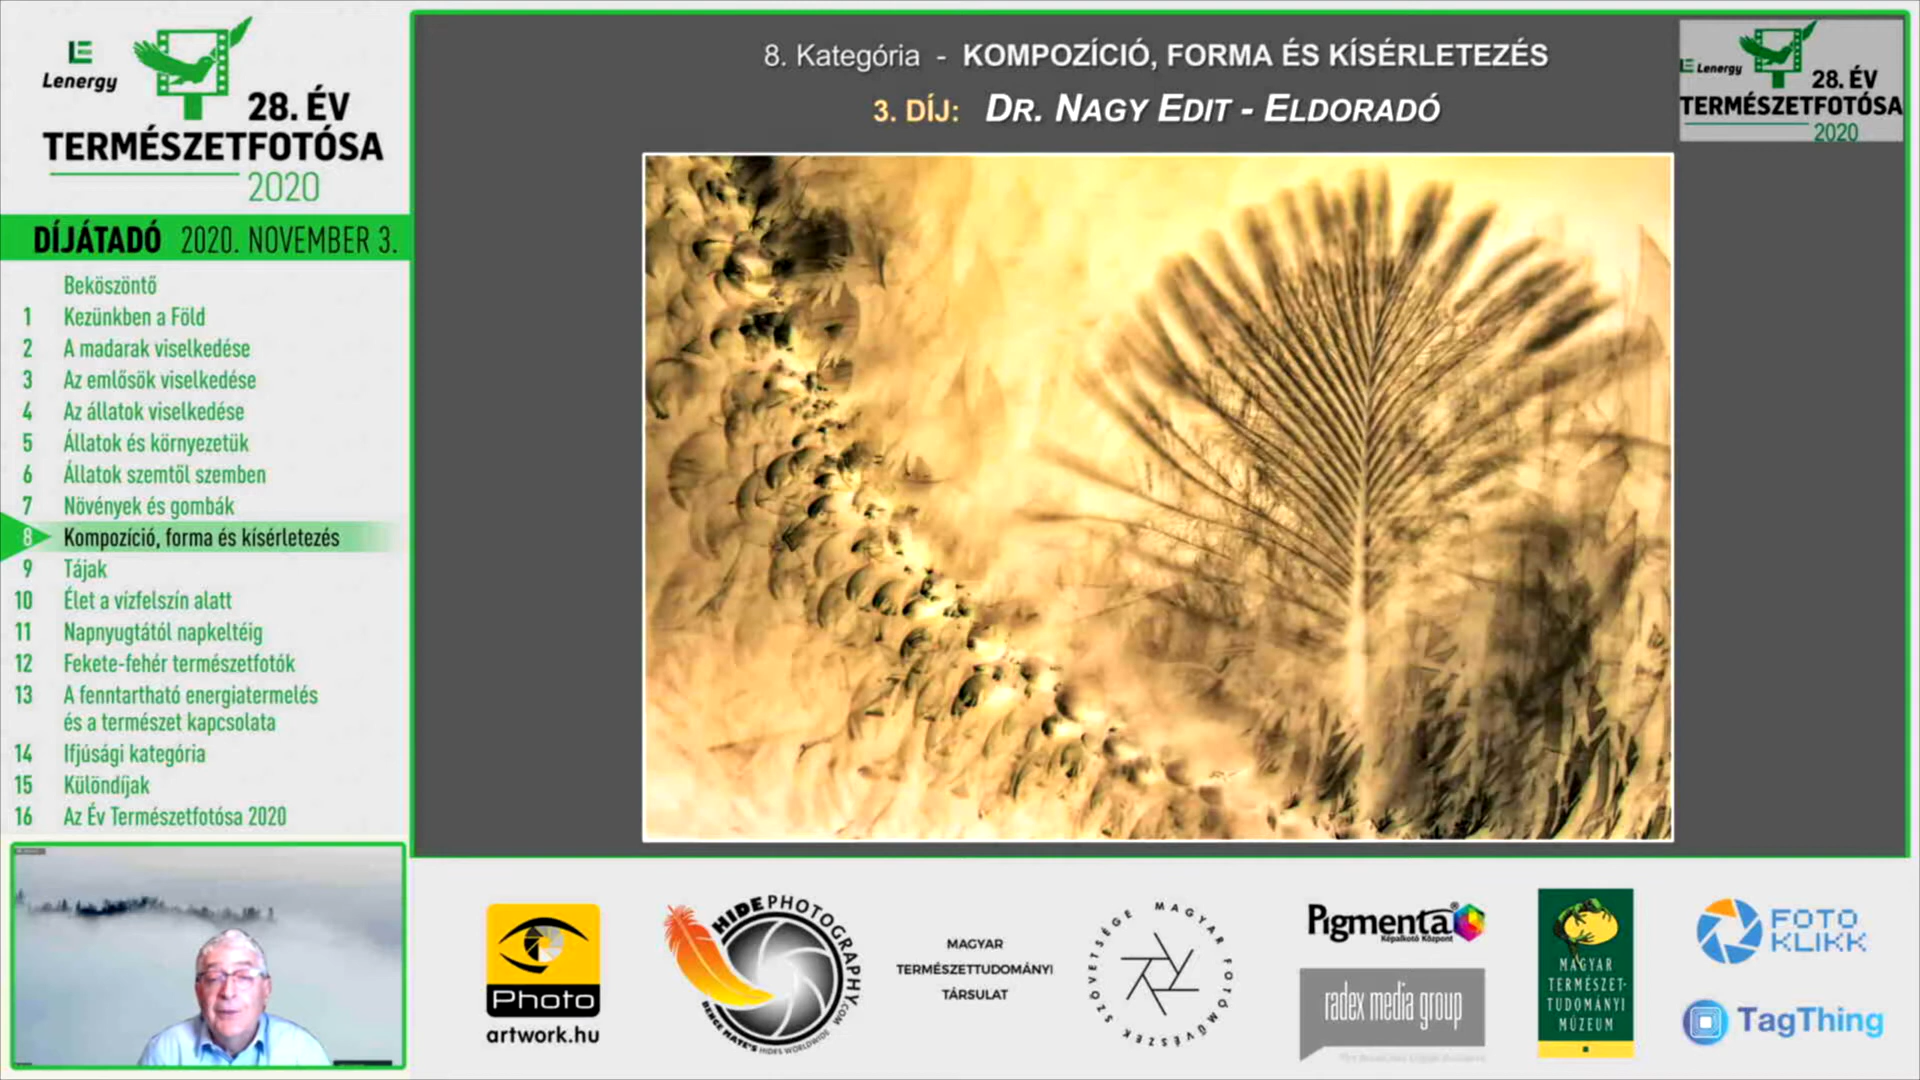 Lenergy
28. ÉV
TERMÉSZETFOTÓSA
2020
DÍJÁTADÓ 2020. NOVEMBER 3.
Beköszöntő
1 Kezünkben a Föld
2 A madarak viselkedése
3 Az emlősök viselkedése
4 Az állatok viselkedése
5 Állatok és környezetük
6 Állatok szemtől szemben
7 Növények és gombák
8 Kompozíció, forma és kísérletezés
9 Tájak
10 Élet a vízfelszín alatt
11 Napnyugtától napkeltéig
12 Fekete-fehér természetfotók
13 A fenntartható energiatermelés
és a természet kapcsolata
14 Ifjúsági kategória
15 Különdíjak
16 Az Év Természetfotósa 2020
8. Kategória - KOMPOZÍCIÓ, FORMA ÉS KÍSÉRLETEZÉS
3. DÍJ: DR. NAGY EDIT - ELDORADÓ
Lenergy
28. ÉV
TERMÉSZETFOTÓSA
2020
Photo
artwork.hu
HIDEPHOTOGRAPHY.COM
BENCE MATE'S HIDES WORLDWIDE
MAGYAR
TERMÉSZETTUDOMÁNYI
TÁRSULAT
MAGYAR FOTÓMŰVÉSZEK SZÖVETSÉGE
Pigmenta
Képalkotó Központ
radex media group
MAGYAR
TERMÉSZET-
TUDOMÁNYI
MÚZEUM
FOTO
KLIKK
TagThing